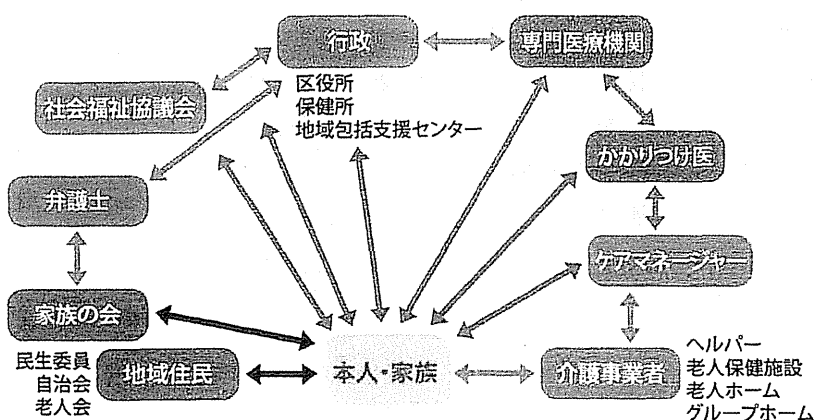 行政
専門医療機関
区役所
保健所
地域包括支援センター
社会福祉協議会
かかりつけ医
弁護士
ケアマネージャー
家族の会
民生委員
自治会
老人会
地域住民
本人・家族
介護事業者
ヘルパー
老人保健施設
老人ホーム
グループホーム